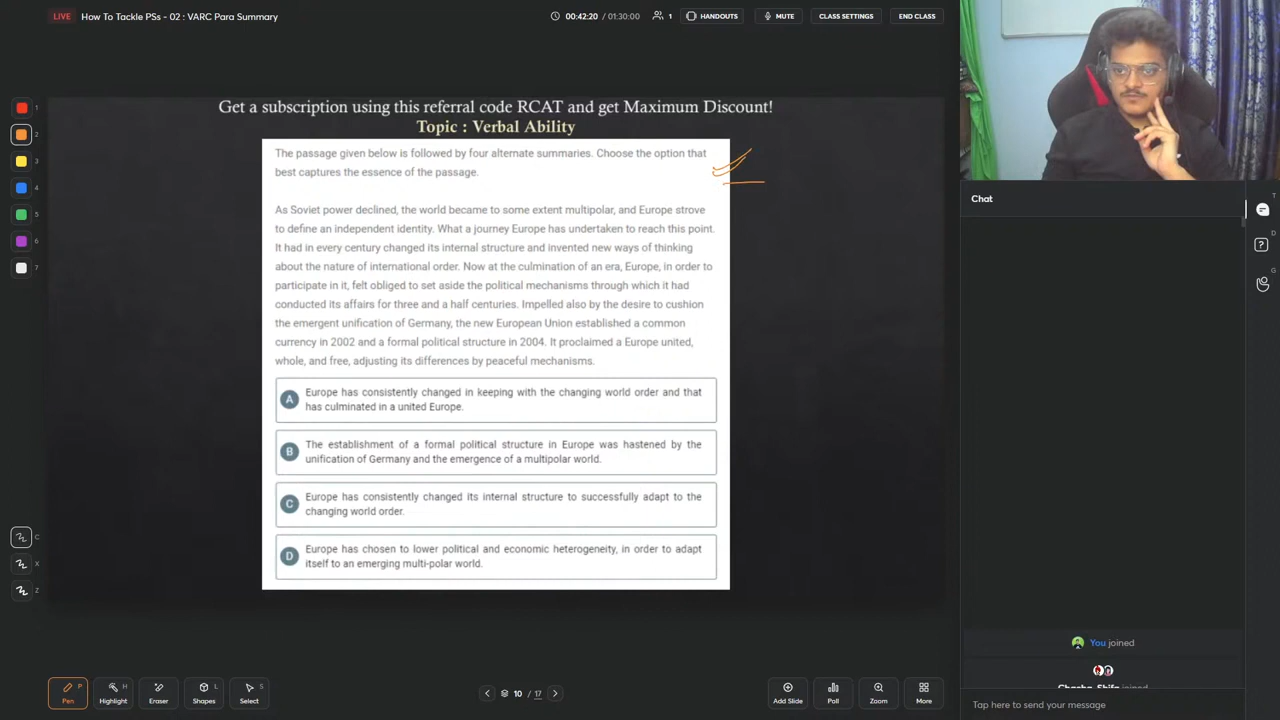 LIVE
How To Tackle PSs - 02 : VARC Para Summary
00:42:20 / 01:30:00
1
HANDOUTS
MUTE
CLASS SETTINGS
END CLASS
1
2
3
4
5
6
7
Get a subscription using this referral code RCAT and get Maximum Discount!
Topic : Verbal Ability
The passage given below is followed by four alternate summaries. Choose the option that
best captures the essence of the passage.
As Soviet power declined, the world became to some extent multipolar, and Europe strove
to define an independent identity. What a journey Europe has undertaken to reach this point.
It had in every century changed its internal structure and invented new ways of thinking
about the nature of international order. Now at the culmination of an era, Europe, in order to
participate in it, felt obliged to set aside the political mechanisms through which it had
conducted its affairs for three and a half centuries. Impelled also by the desire to cushion
the emergent unification of Germany, the new European Union established a common
currency in 2002 and a formal political structure in 2004. It proclaimed a Europe united,
whole, and free, adjusting its differences by peaceful mechanisms.
A
Europe has consistently changed in keeping with the changing world order and that
has culminated in a united Europe.
B
The establishment of a formal political structure in Europe was hastened by the
unification of Germany and the emergence of a multipolar world.
C
Europe has consistently changed its internal structure to successfully adapt to the
changing world order.
D
Europe has chosen to lower political and economic heterogeneity, in order to adapt
itself to an emerging multi-polar world.
C
X
Z
Chat
T
D
G
You joined
joined
Tap here to send your message
Pen P
Highlight H
Eraser E
Shapes L
Select S
10 / 17
Add Slide
Poll
Zoom
More